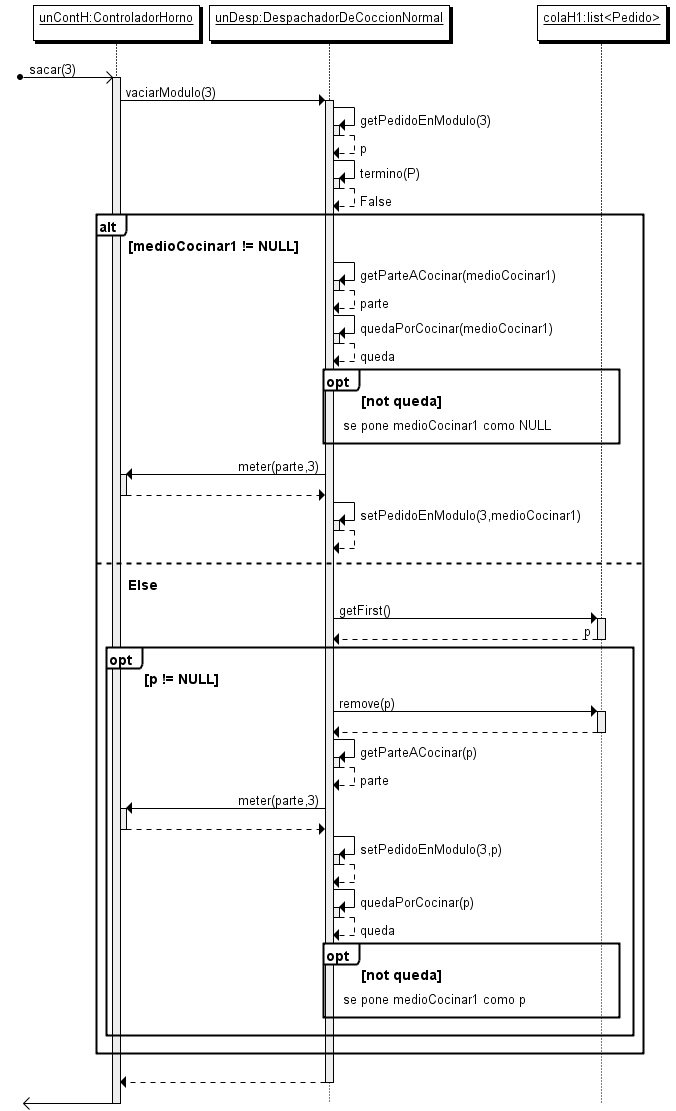 unContH:ControladorHorno
unDesp:DespachadorDeCoccionNormal
colaH1:list<Pedido>
sacar(3)
vaciarModulo(3)
getPedidoEnModulo(3)
p
termino(P)
False
alt
[medioCocinar1 != NULL]
getParteACocinar(medioCocinar1)
parte
quedaPorCocinar(medioCocinar1)
queda
opt
[not queda]
se pone medioCocinar1 como NULL
meter(parte,3)
setPedidoEnModulo(3,medioCocinar1)
Else
getFirst()
p
opt
[p != NULL]
remove(p)
getParteACocinar(p)
parte
meter(parte,3)
setPedidoEnModulo(3,p)
quedaPorCocinar(p)
queda
opt
[not queda]
se pone medioCocinar1 como p